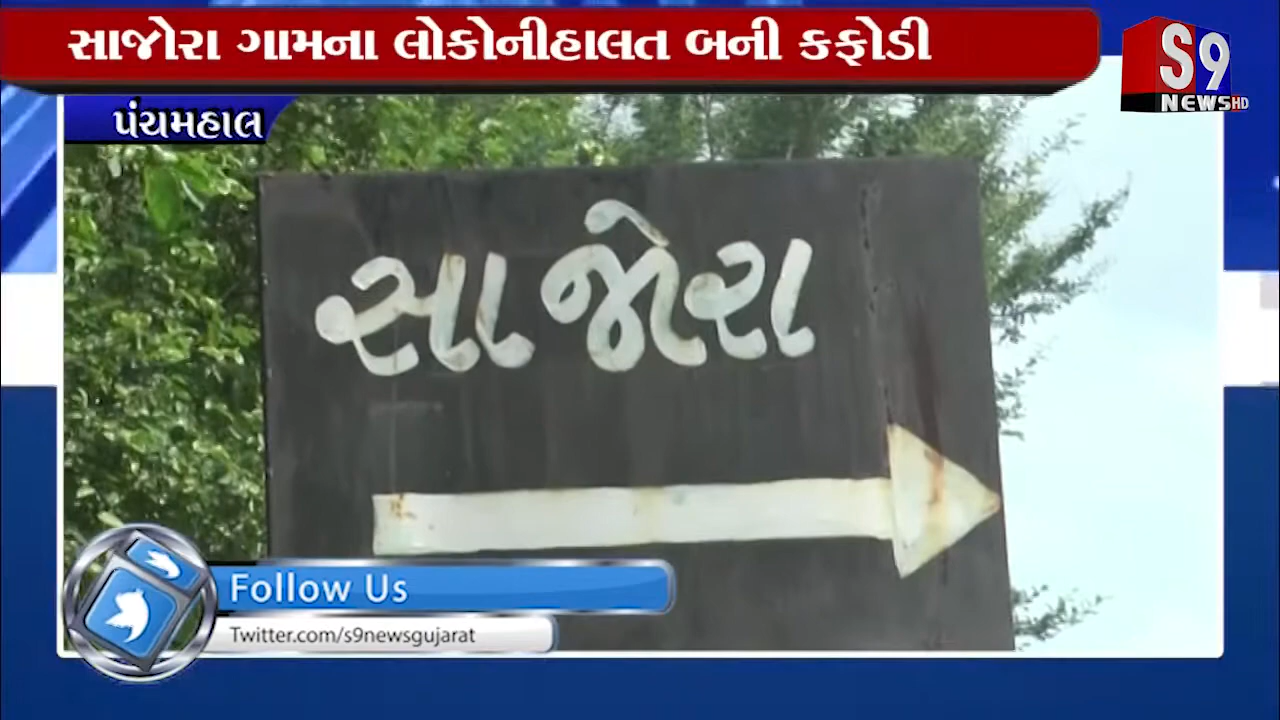 સાજોરા ગામના લોકોનીહાલત બની કફોડી
S9
NEWS HD
પંચમહાલ
સાજોરા
Follow Us
Twitter.com/s9newsgujarat